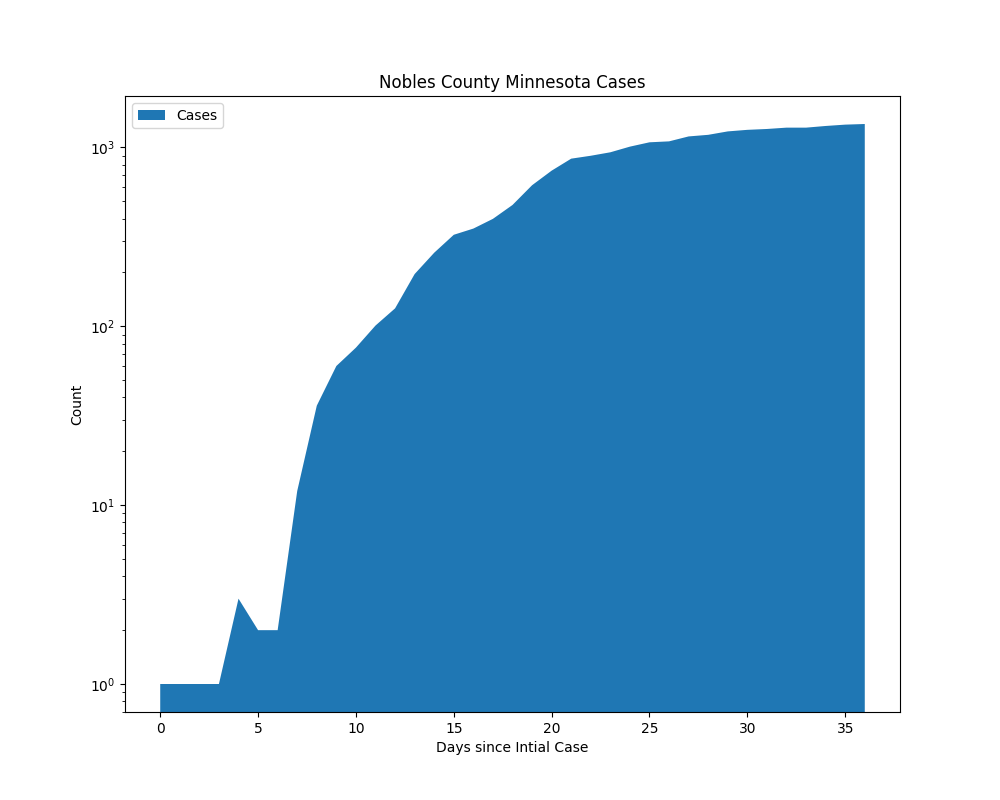 Nobles County Minnesota Cases
Cases
Count
10³
10²
10¹
10⁰
0 5 10 15 20 25 30 35
Days since Intial Case